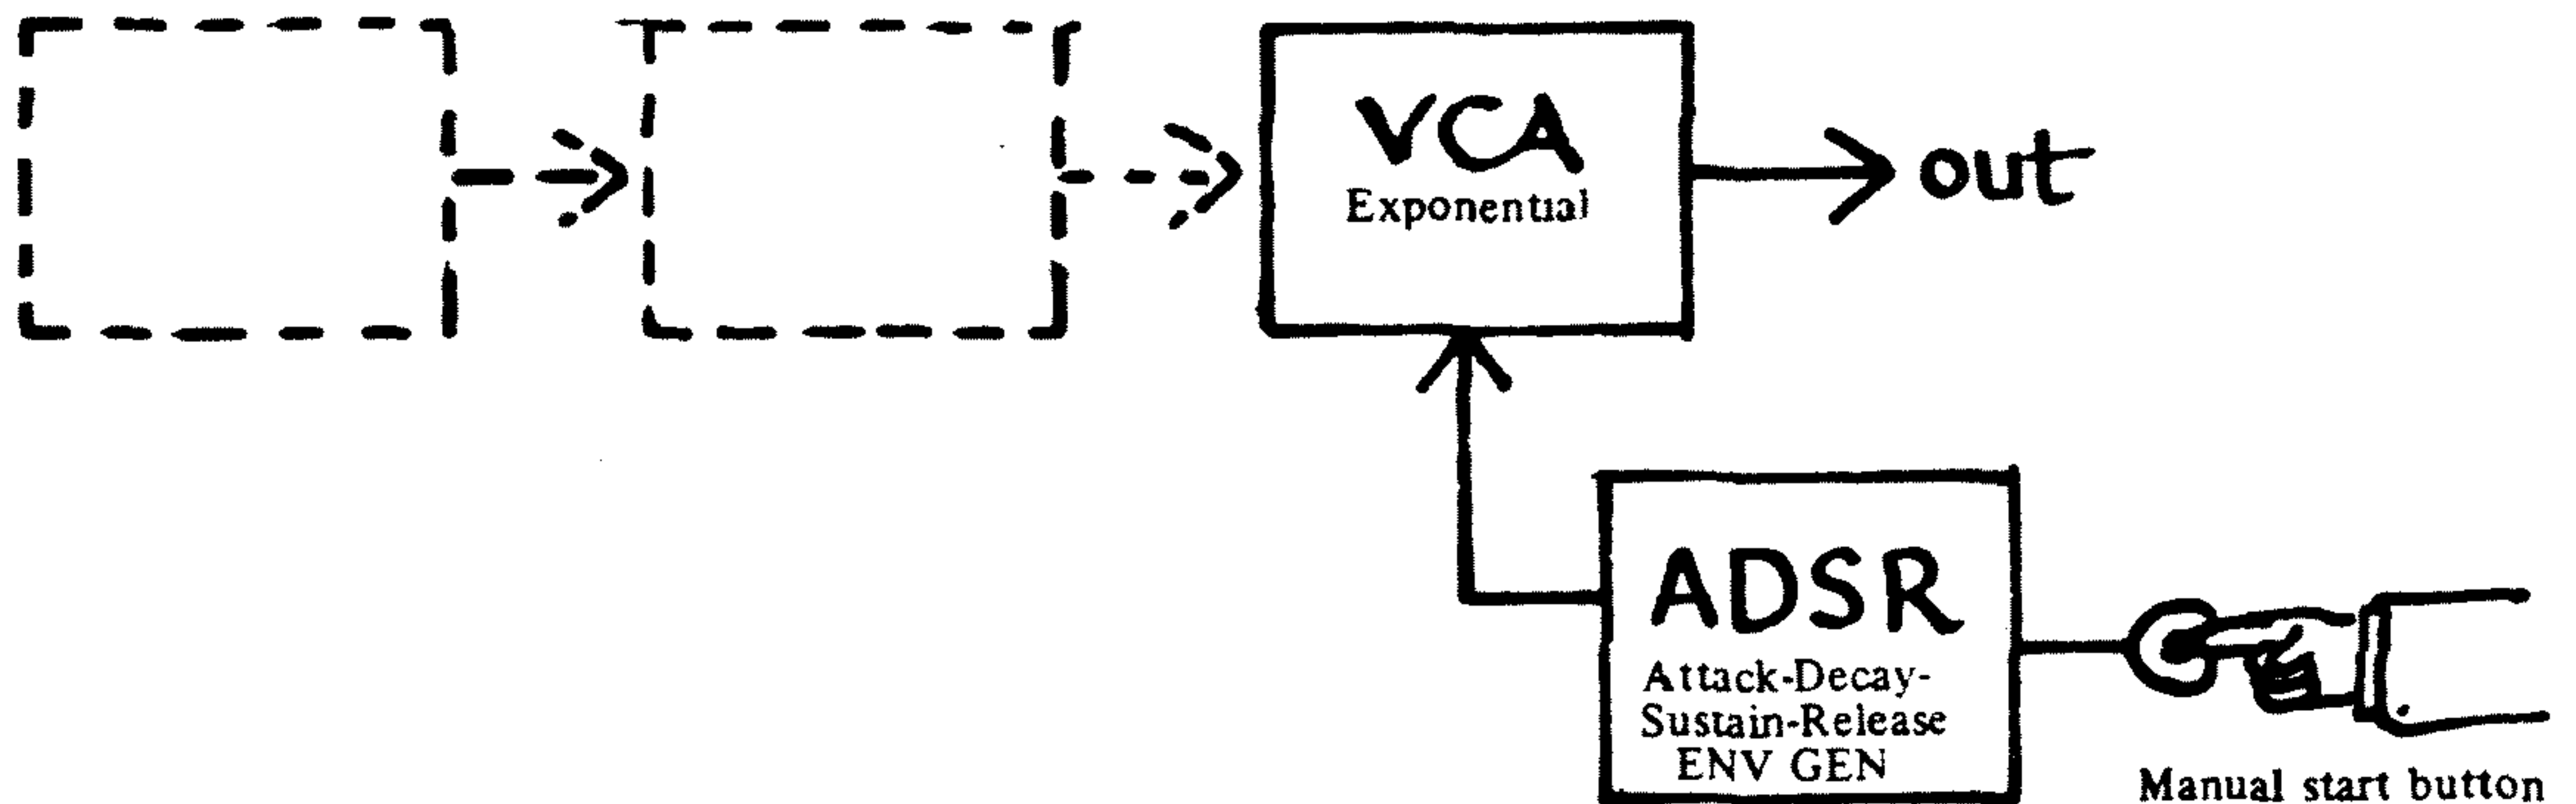 VCA
Exponential
out
ADSR
Attack-Decay-
Sustain-Release
ENV GEN
Manual start button